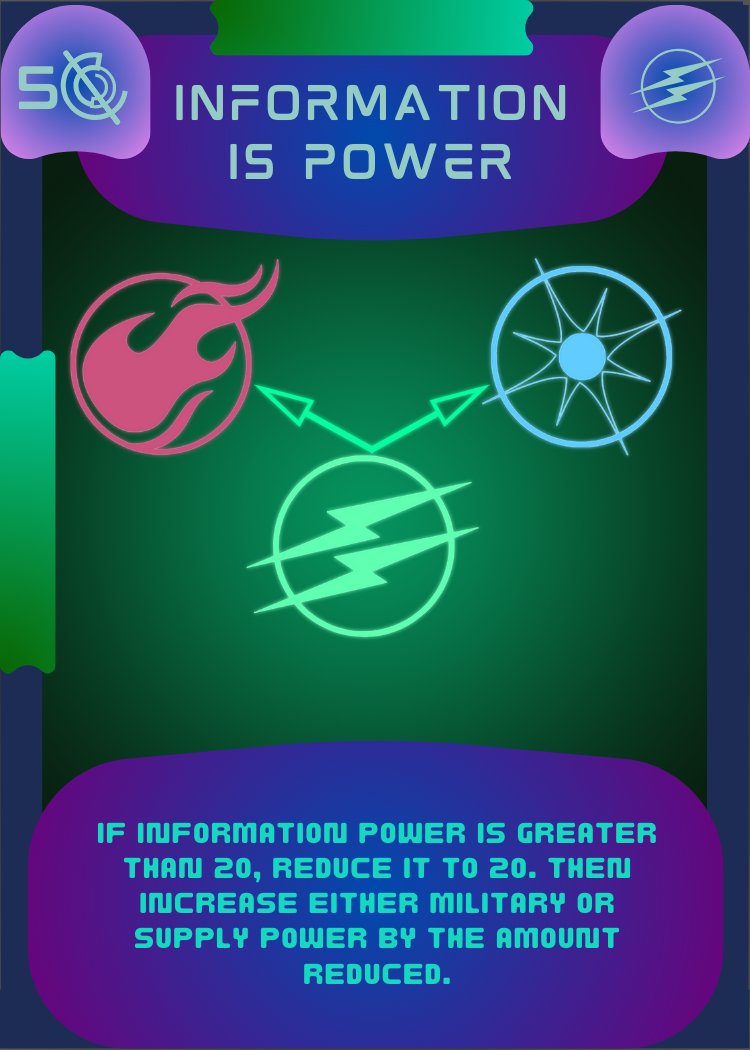 5
INFORMATION
IS POWER
IF INFORMATION POWER IS GREATER
THAN 20, REDUCE IT TO 20. THEN
INCREASE EITHER MILITARY OR
SUPPLY POWER BY THE AMOUNT
REDUCED.